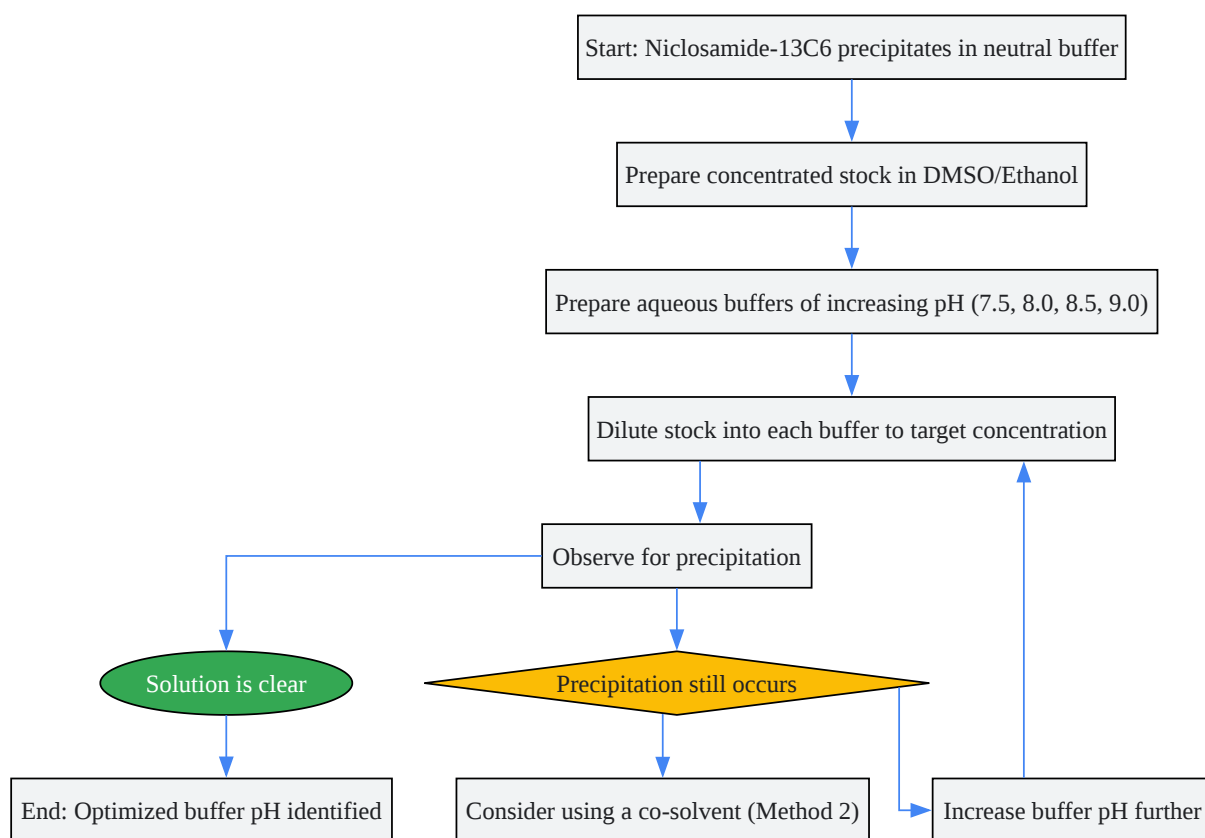 Start: Niclosamide-13C6 precipitates in neutral buffer
Prepare concentrated stock in DMSO/Ethanol
Prepare aqueous buffers of increasing pH (7.5, 8.0, 8.5, 9.0)
Dilute stock into each buffer to target concentration
Observe for precipitation
Solution is clear
Precipitation still occurs
End: Optimized buffer pH identified
Consider using a co-solvent (Method 2)
Increase buffer pH further